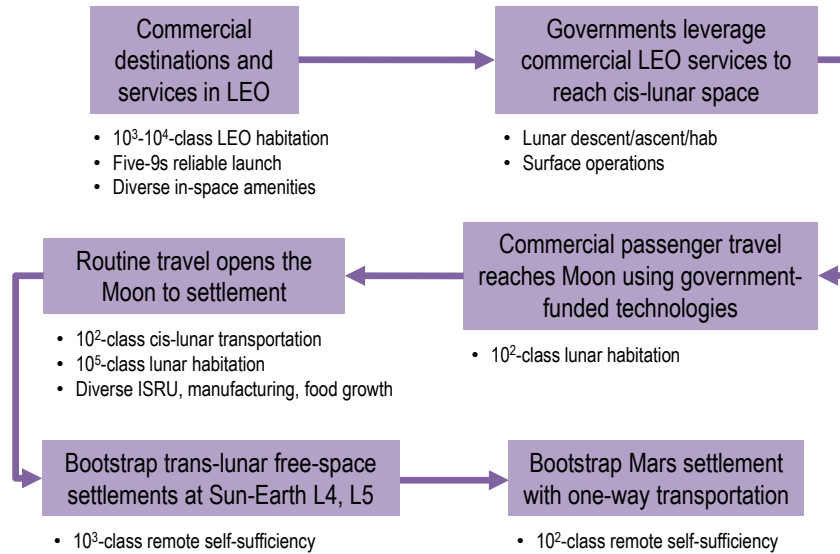 Commercial
destinations and
services in LEO
• 10³-10⁴-class LEO habitation
• Five-9s reliable launch
• Diverse in-space amenities
Governments leverage
commercial LEO services to
reach cis-lunar space
• Lunar descent/ascent/hab
• Surface operations
Commercial passenger travel
reaches Moon using government-
funded technologies
• 10²-class lunar habitation
Routine travel opens the
Moon to settlement
• 10²-class cis-lunar transportation
• 10⁵-class lunar habitation
• Diverse ISRU, manufacturing, food growth
Bootstrap trans-lunar free-space
settlements at Sun-Earth L4, L5
• 10³-class remote self-sufficiency
Bootstrap Mars settlement
with one-way transportation
• 10²-class remote self-sufficiency